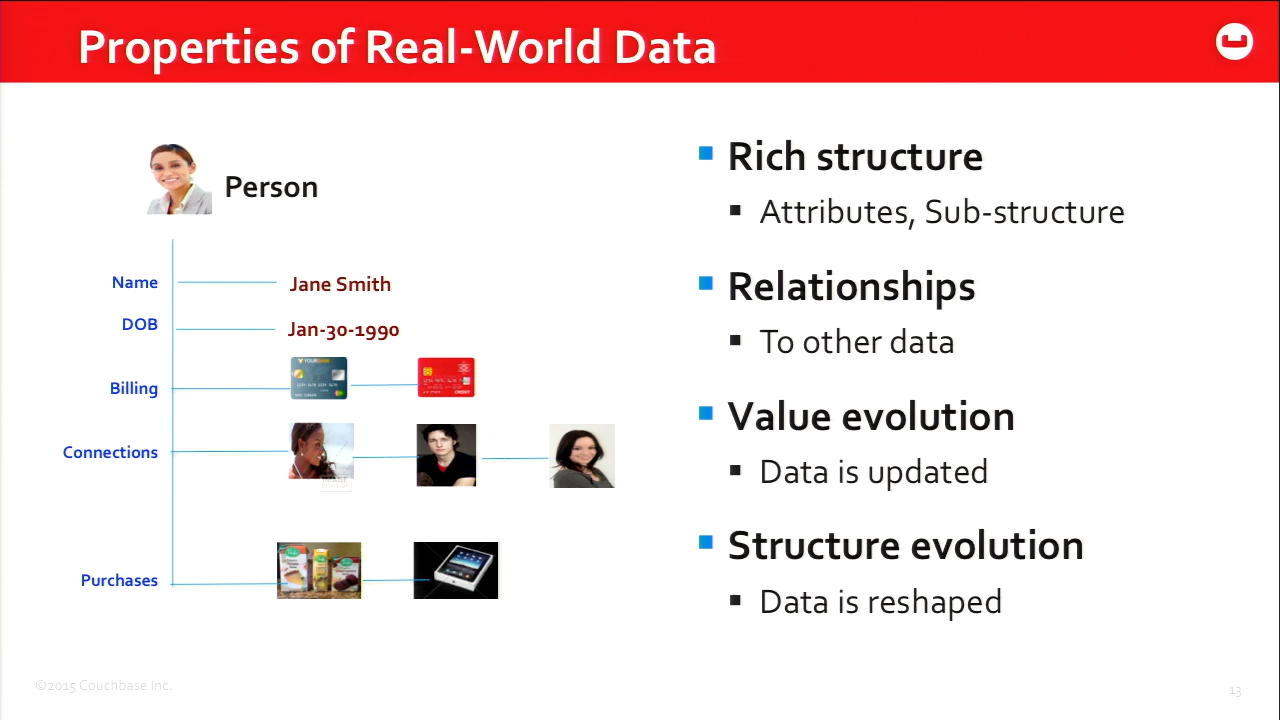 Properties of Real-World Data
Person
Name
Jane Smith
DOB
Jan-30-1990
Billing
Connections
Purchases
Rich structure
Attributes, Sub-structure
Relationships
To other data
Value evolution
Data is updated
Structure evolution
Data is reshaped
©2015 Couchbase Inc.
13